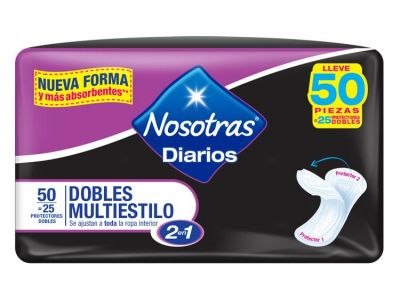 NUEVA FORMA
y más absorbentes**
LLEVE
50
PIEZAS
=25 PROTECTORES
DOBLES
Nosotras®
Diarios
50
=25
PROTECTORES
DOBLES
DOBLES
MULTIESTILO
Se ajustan a toda la ropa interior
2en1
Protector 2
Protector 1